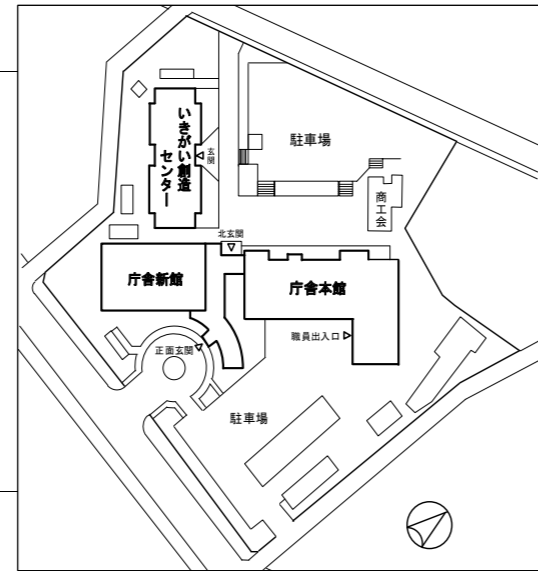 いきがい創造
センター
玄関
駐車場
商工会
北玄関
庁舎新館
庁舎本館
職員出入口
正面玄関
駐車場